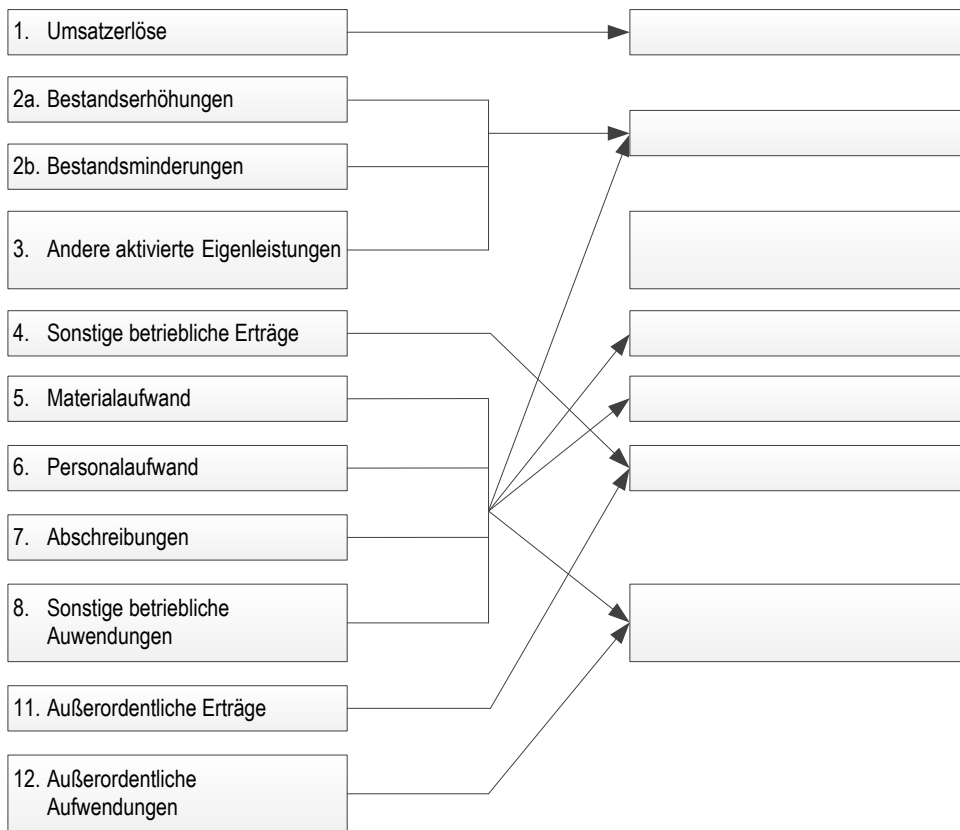 1. Umsatzerlöse
2a. Bestandserhöhungen
2b. Bestandsminderungen
3. Andere aktivierte Eigenleistungen
4. Sonstige betriebliche Erträge
5. Materialaufwand
6. Personalaufwand
7. Abschreibungen
8. Sonstige betriebliche
Auwendungen
11. Außerordentliche Erträge
12. Außerordentliche
Aufwendungen